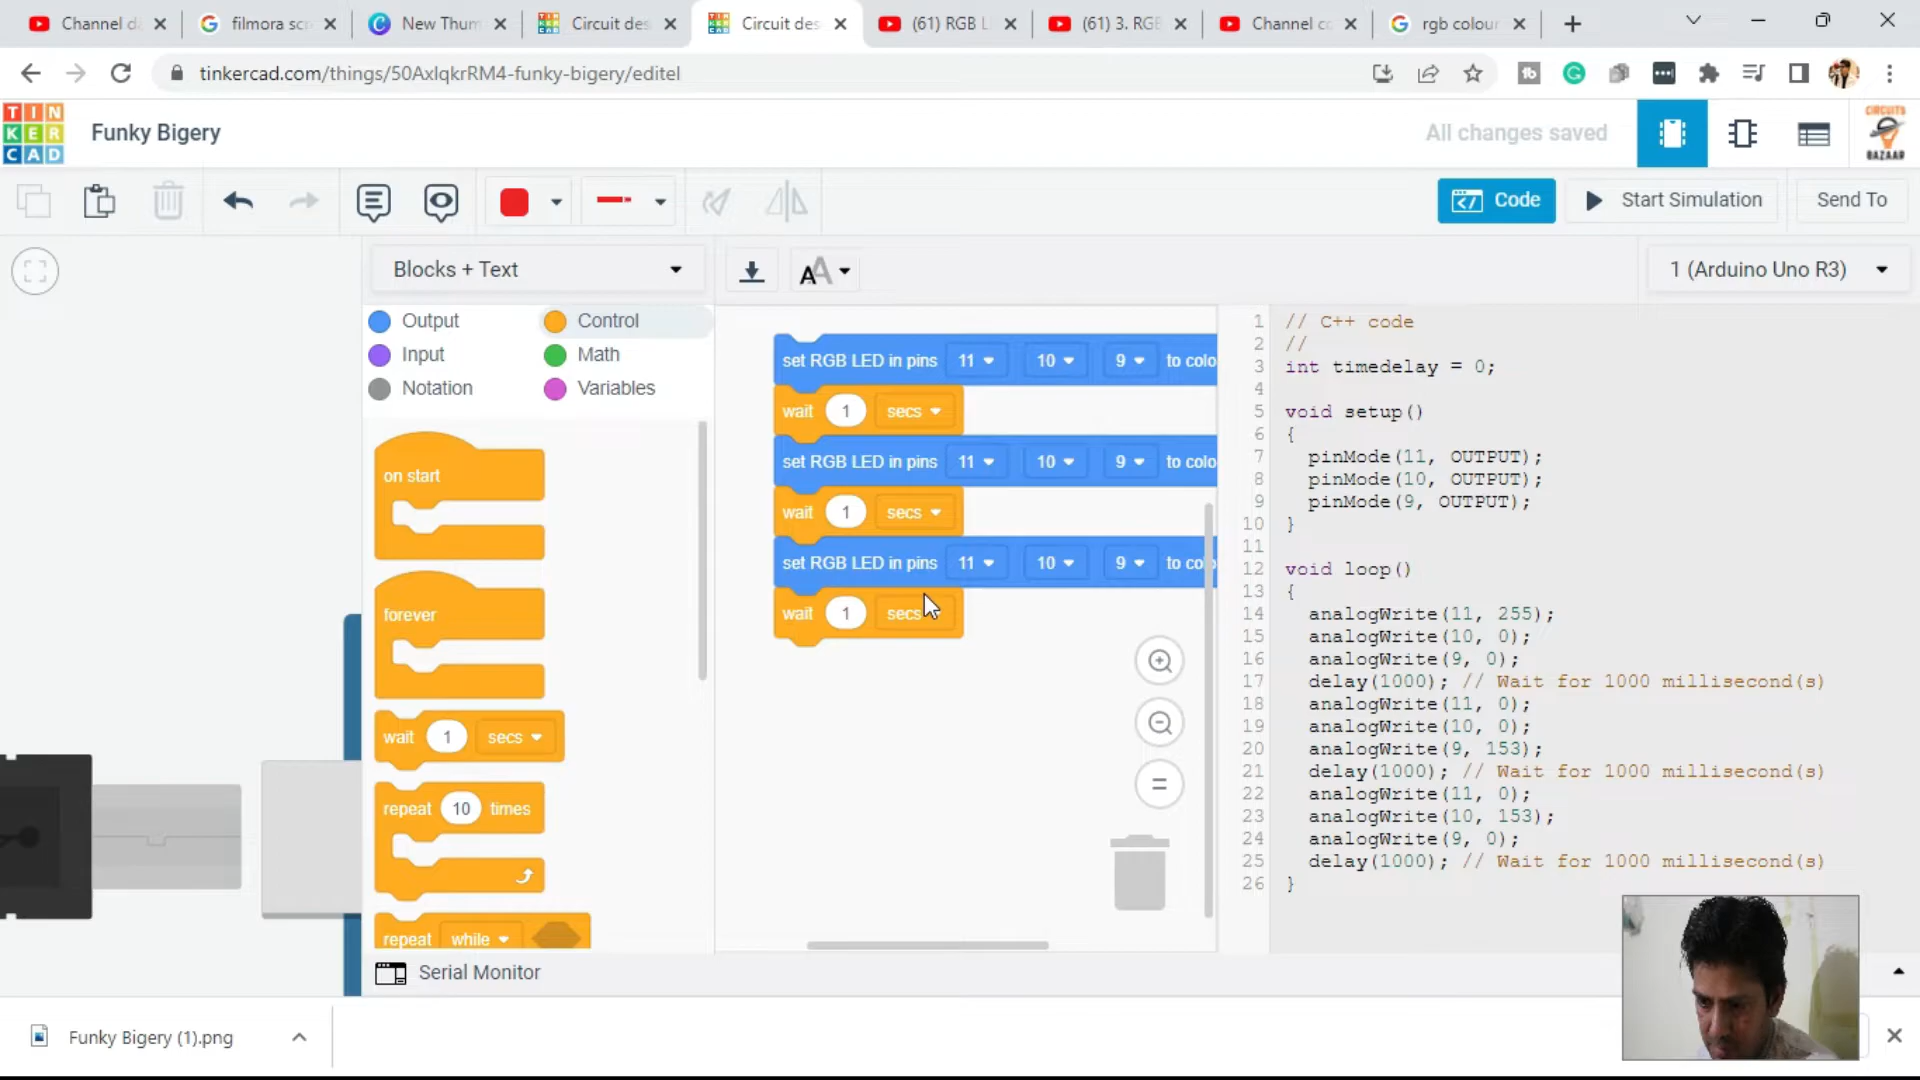 Channel d
filmora scr
New Thum
Circuit des
Circuit des
(61) RGB L
(61) 3. RGB
Channel co
rgb colour
tinkercad.com/things/50AxIqkrRM4-funky-bigery/editel
TIN
KER
CAD
Funky Bigery
All changes saved
CIRCUITS
BAZAAR
Code
Start Simulation
Send To
Blocks + Text
1 (Arduino Uno R3)
Output
Control
Input
Math
Notation
Variables
on start
forever
wait 1 secs
repeat 10 times
repeat while
set RGB LED in pins 11 10 9 to colo
wait 1 secs
set RGB LED in pins 11 10 9 to colo
wait 1 secs
set RGB LED in pins 11 10 9 to co
wait 1 secs
1 // C++ code
2 //
3 int timedelay = 0;
4
5 void setup()
6 {
7 pinMode(11, OUTPUT);
8 pinMode(10, OUTPUT);
9 pinMode(9, OUTPUT);
10 }
11
12 void loop()
13 {
14 analogWrite(11, 255);
15 analogWrite(10, 0);
16 analogWrite(9, 0);
17 delay(1000); // Wait for 1000 millisecond(s)
18 analogWrite(11, 0);
19 analogWrite(10, 0);
20 analogWrite(9, 153);
21 delay(1000); // Wait for 1000 millisecond(s)
22 analogWrite(11, 0);
23 analogWrite(10, 153);
24 analogWrite(9, 0);
25 delay(1000); // Wait for 1000 millisecond(s)
26 }
Serial Monitor
Funky Bigery (1).png